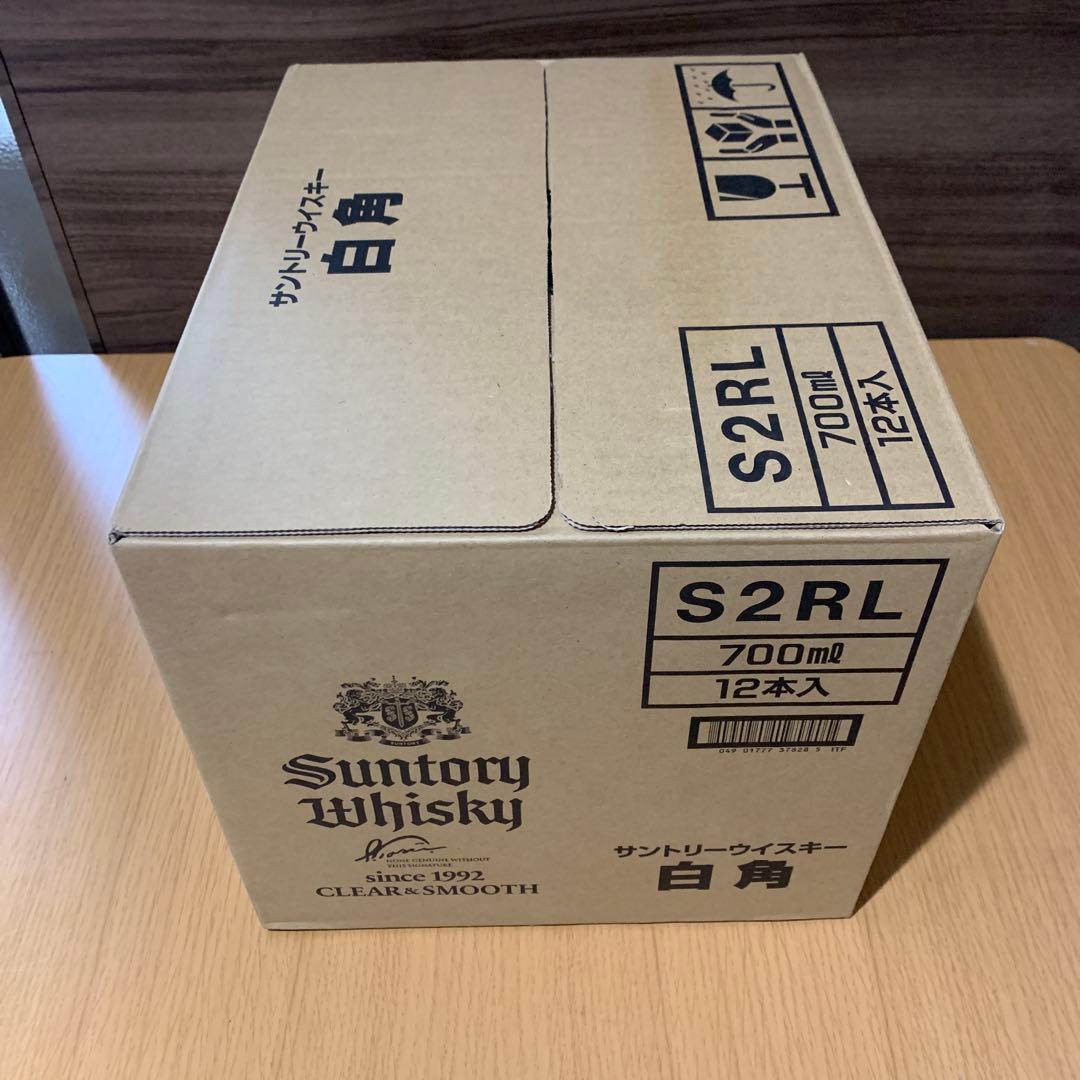 サントリーウイスキー
白角
S2RL
700㎖
12本入
S2RL
700㎖
12本入
049 01777 37828 5 ITF
SUNTORY
Suntory
Whisky
NONE GENUINE WITHOUT
THIS SIGNATURE
since 1992
CLEAR&SMOOTH
サントリーウイスキー
白角